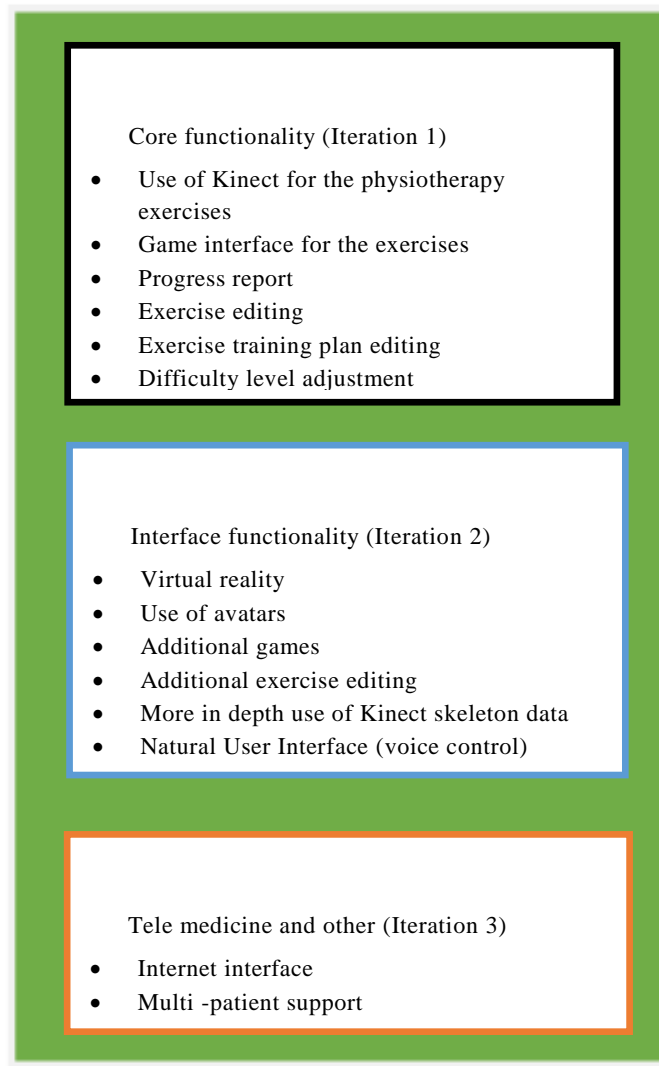 Core functionality (Iteration 1)
• Use of Kinect for the physiotherapy
exercises
• Game interface for the exercises
• Progress report
• Exercise editing
• Exercise training plan editing
• Difficulty level adjustment
Interface functionality (Iteration 2)
• Virtual reality
• Use of avatars
• Additional games
• Additional exercise editing
• More in depth use of Kinect skeleton data
• Natural User Interface (voice control)
Tele medicine and other (Iteration 3)
• Internet interface
• Multi -patient support